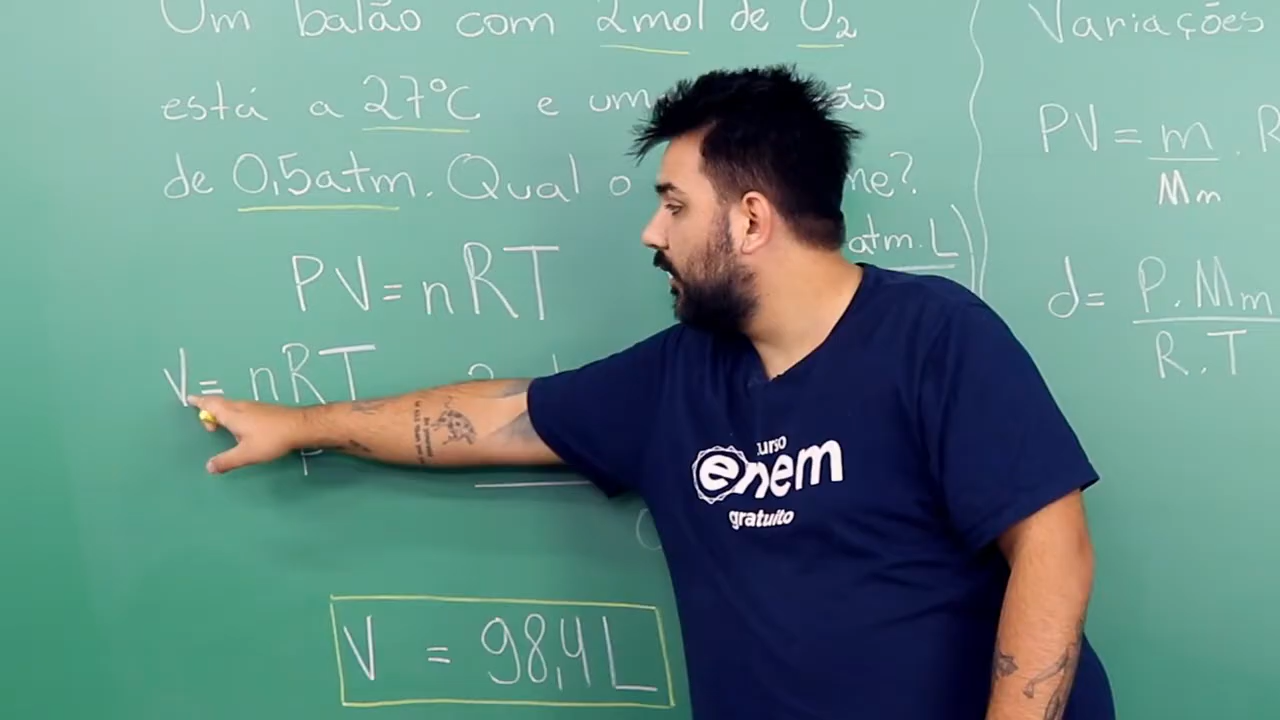 Um balão com 2mol de O₂
está a 27°C e um
de 0,5atm. Qual o me?
atm.L)
PV = nRT
V = nRT
V = 98,4L
Variações
PV = m/Mm . R
d = P.Mm/R.T
curso
enem
gratuito